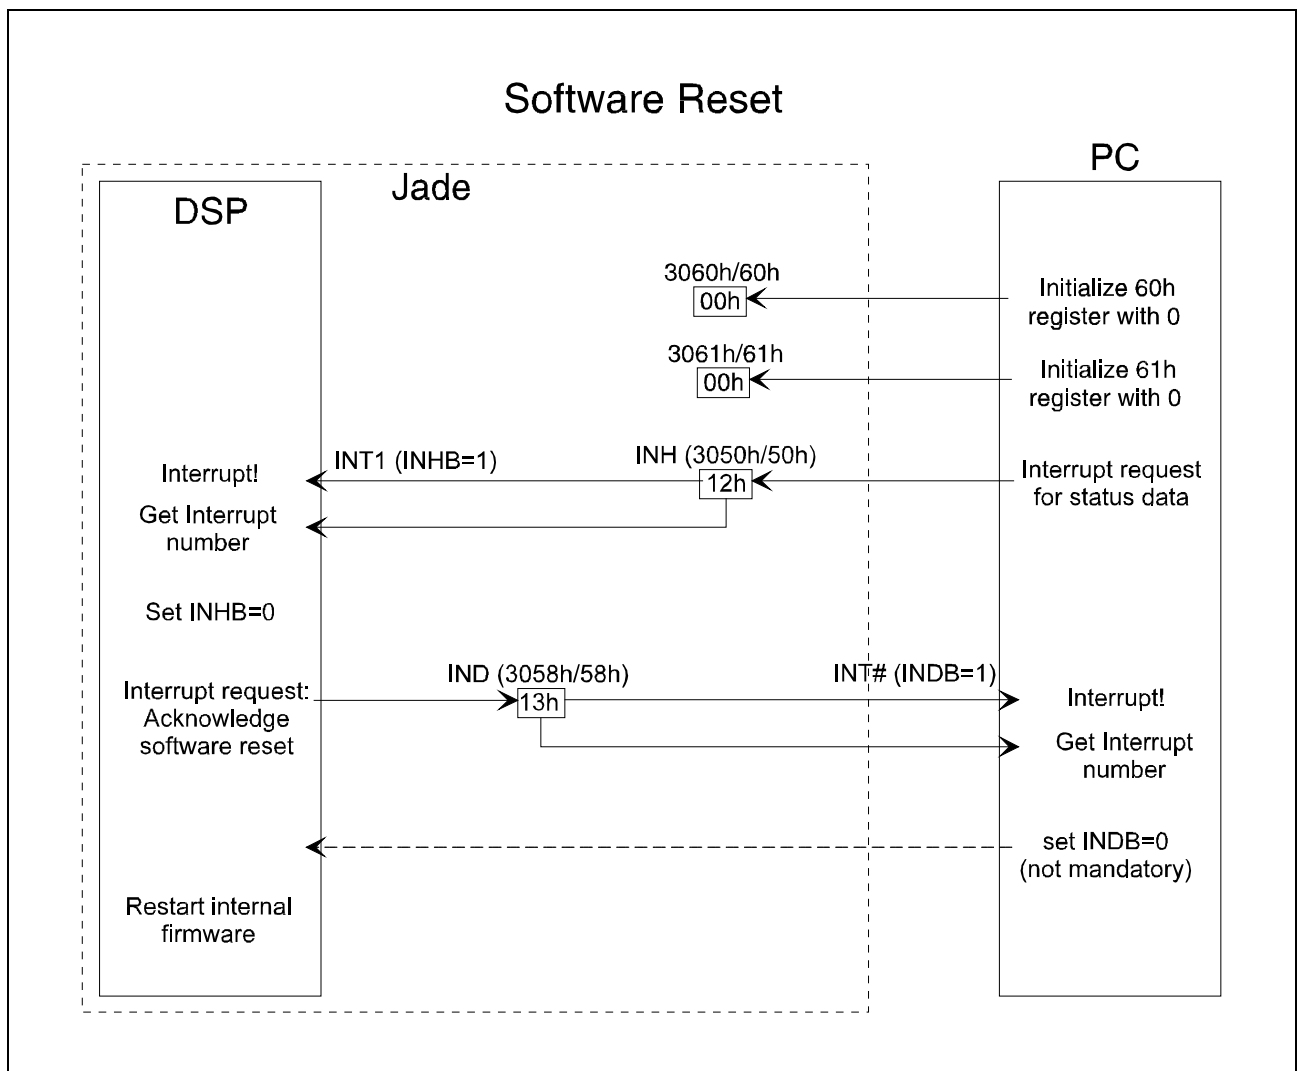 Software Reset
PC
Jade
DSP
3060h/60h
00h
Initialize 60h
register with 0
3061h/61h
00h
Initialize 61h
register with 0
Interrupt!
INT1 (INHB=1)
INH (3050h/50h)
12h
Interrupt request
for status data
Get Interrupt
number
Set INHB=0
Interrupt request:
Acknowledge
software reset
IND (3058h/58h)
13h
INT# (INDB=1)
Interrupt!
Get Interrupt
number
set INDB=0
(not mandatory)
Restart internal
firmware